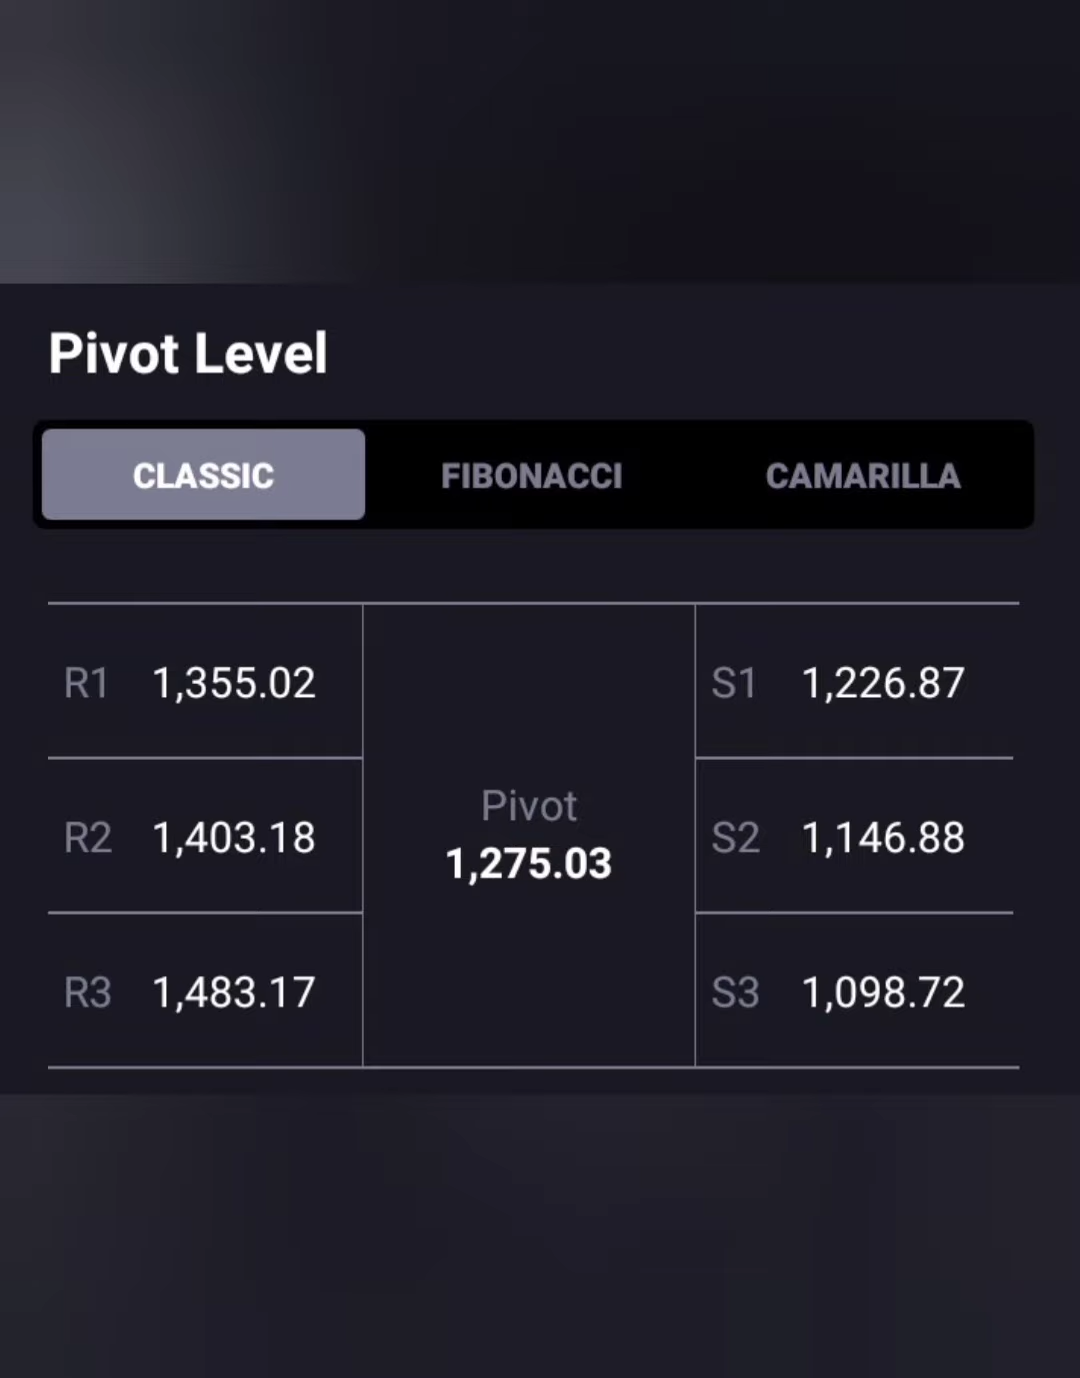 Pivot Level
CLASSIC FIBONACCI CAMARILLA
R1 1,355.02 S1 1,226.87
Pivot
R2 1,403.18 S2 1,146.88
1,275.03
R3 1,483.17 S3 1,098.72